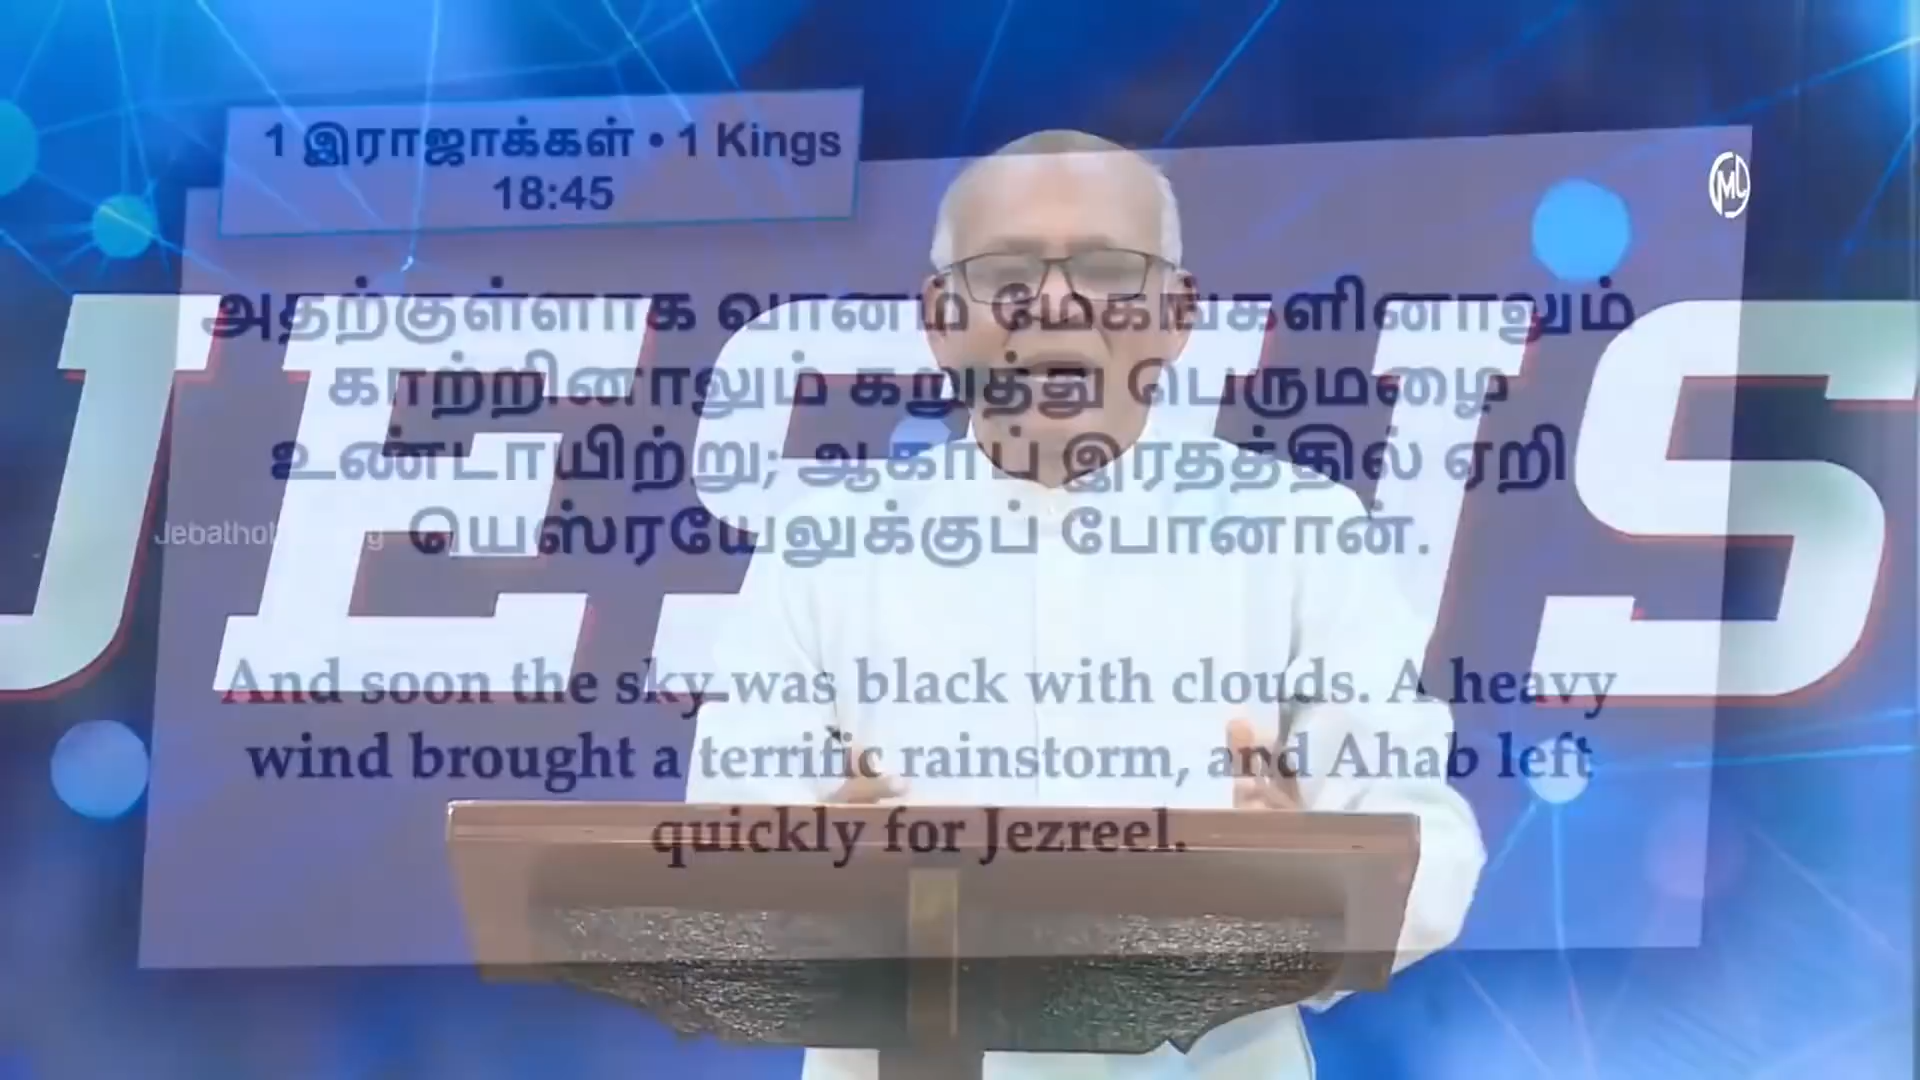 1 இராஜாக்கள் • 1 Kings
18:45
அதற்குள்ளாக வானம் மேகங்களினாலும்
காற்றினாலும் கறுத்து பெருமழை
உண்டாயிற்று; ஆகாப் இரதத்தில் ஏறி
யெஸ்ரயேலுக்குப் போனான்.
JESUS
And soon the sky was black with clouds. A heavy
wind brought a terrific rainstorm, and Ahab left
quickly for Jezreel.